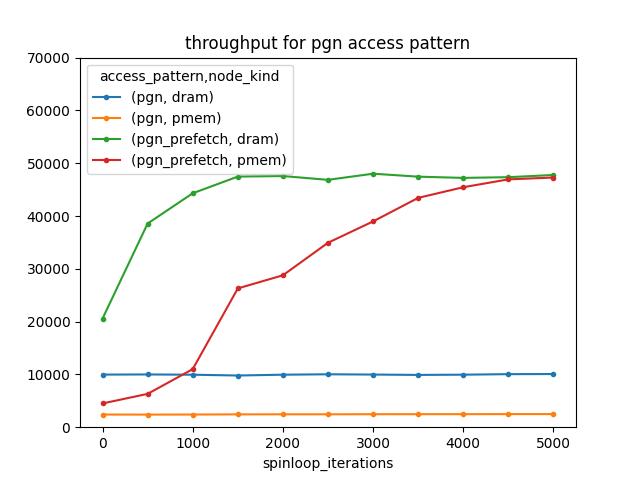 throughput for pgn access pattern
70000
60000
50000
40000
30000
20000
10000
0
access_pattern,node_kind
(pgn, dram)
(pgn, pmem)
(pgn_prefetch, dram)
(pgn_prefetch, pmem)
0 1000 2000 3000 4000 5000
spinloop_iterations